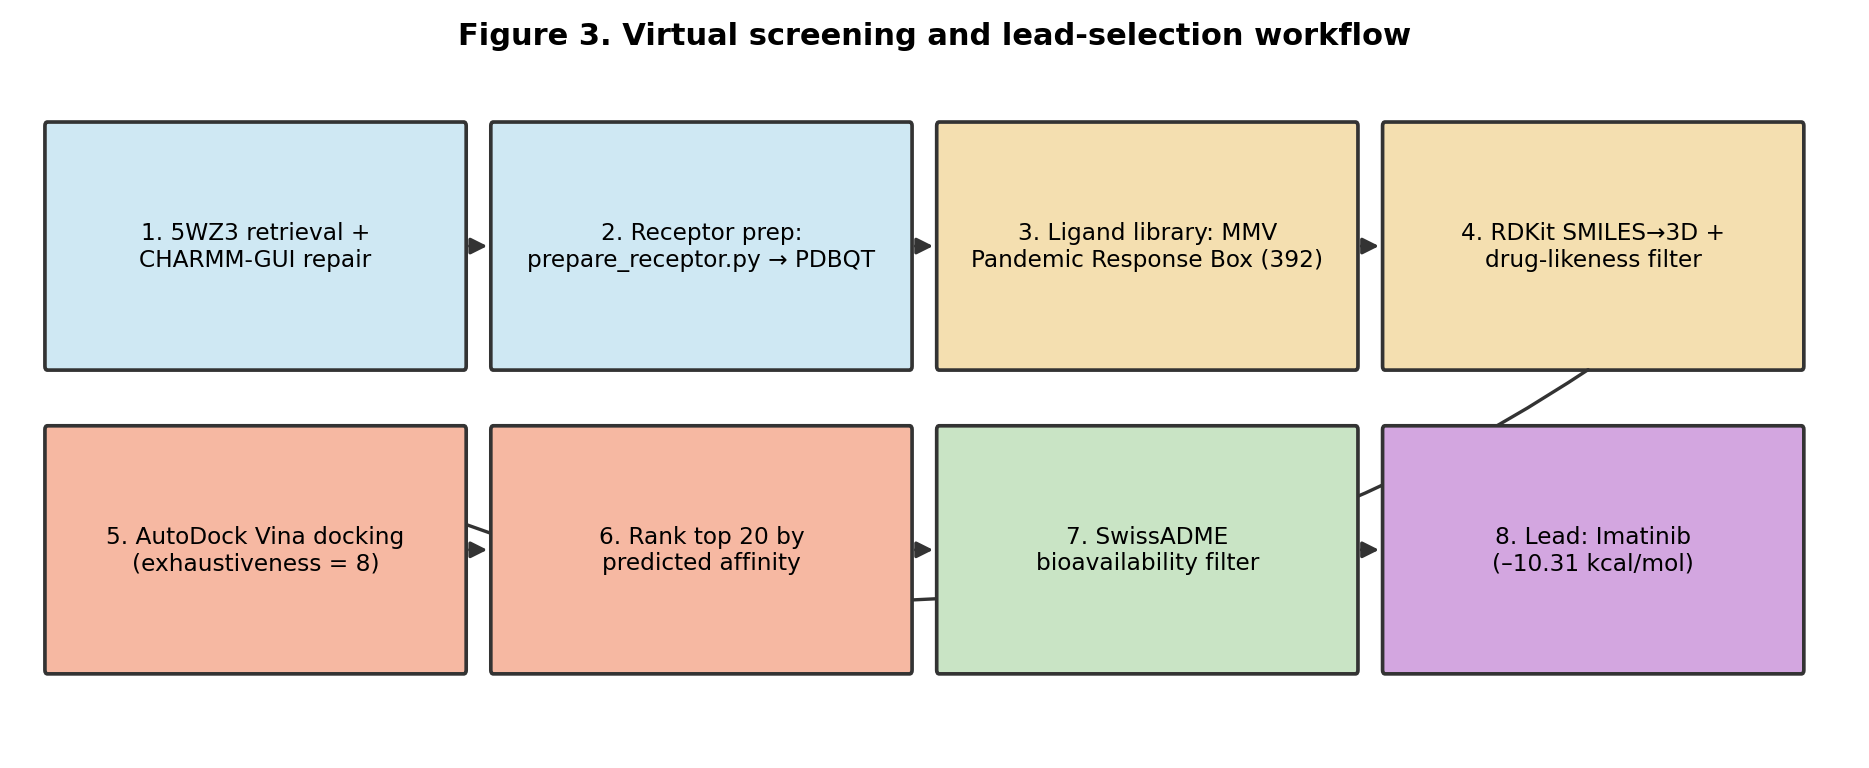 Figure 3. Virtual screening and lead-selection workflow
1. 5WZ3 retrieval +
CHARMM-GUI repair
2. Receptor prep:
prepare_receptor.py → PDBQT
3. Ligand library: MMV
Pandemic Response Box (392)
4. RDKit SMILES→3D +
drug-likeness filter
5. AutoDock Vina docking
(exhaustiveness = 8)
6. Rank top 20 by
predicted affinity
7. SwissADME
bioavailability filter
8. Lead: Imatinib
(–10.31 kcal/mol)